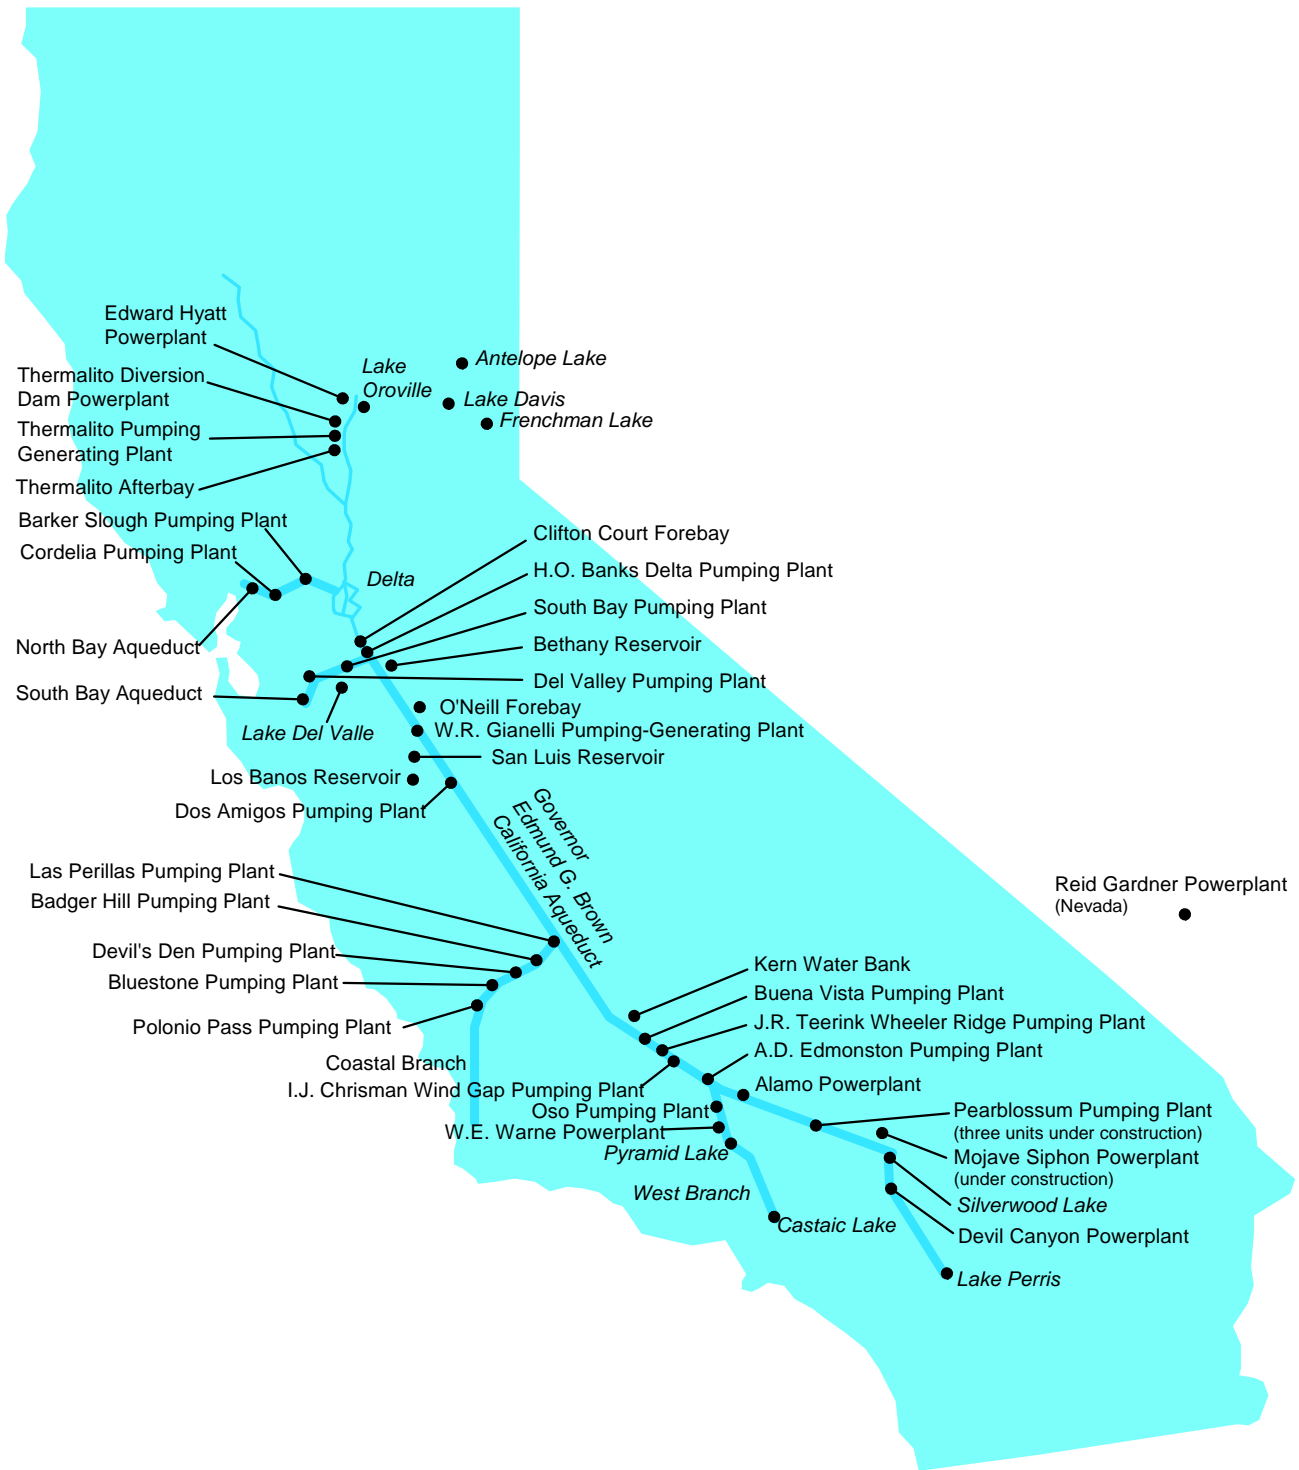 Edward Hyatt
Powerplant
Lake
Oroville
Antelope Lake
Thermalito Diversion
Dam Powerplant
Lake Davis
Frenchman Lake
Thermalito Pumping
Generating Plant
Thermalito Afterbay
Barker Slough Pumping Plant
Cordelia Pumping Plant
Delta
North Bay Aqueduct
South Bay Aqueduct
Lake Del Valle
Clifton Court Forebay
H.O. Banks Delta Pumping Plant
South Bay Pumping Plant
Bethany Reservoir
Del Valley Pumping Plant
O'Neill Forebay
W.R. Gianelli Pumping-Generating Plant
San Luis Reservoir
Los Banos Reservoir
Dos Amigos Pumping Plant
Governor
Edmund G. Brown
California Aqueduct
Las Perillas Pumping Plant
Badger Hill Pumping Plant
Devil's Den Pumping Plant
Bluestone Pumping Plant
Polonio Pass Pumping Plant
Coastal Branch
I.J. Chrisman Wind Gap Pumping Plant
Oso Pumping Plant
W.E. Warne Powerplant
Pyramid Lake
West Branch
Castaic Lake
Reid Gardner Powerplant
(Nevada)
Kern Water Bank
Buena Vista Pumping Plant
J.R. Teerink Wheeler Ridge Pumping Plant
A.D. Edmonston Pumping Plant
Alamo Powerplant
Pearblossum Pumping Plant
(three units under construction)
Mojave Siphon Powerplant
(under construction)
Silverwood Lake
Devil Canyon Powerplant
Lake Perris